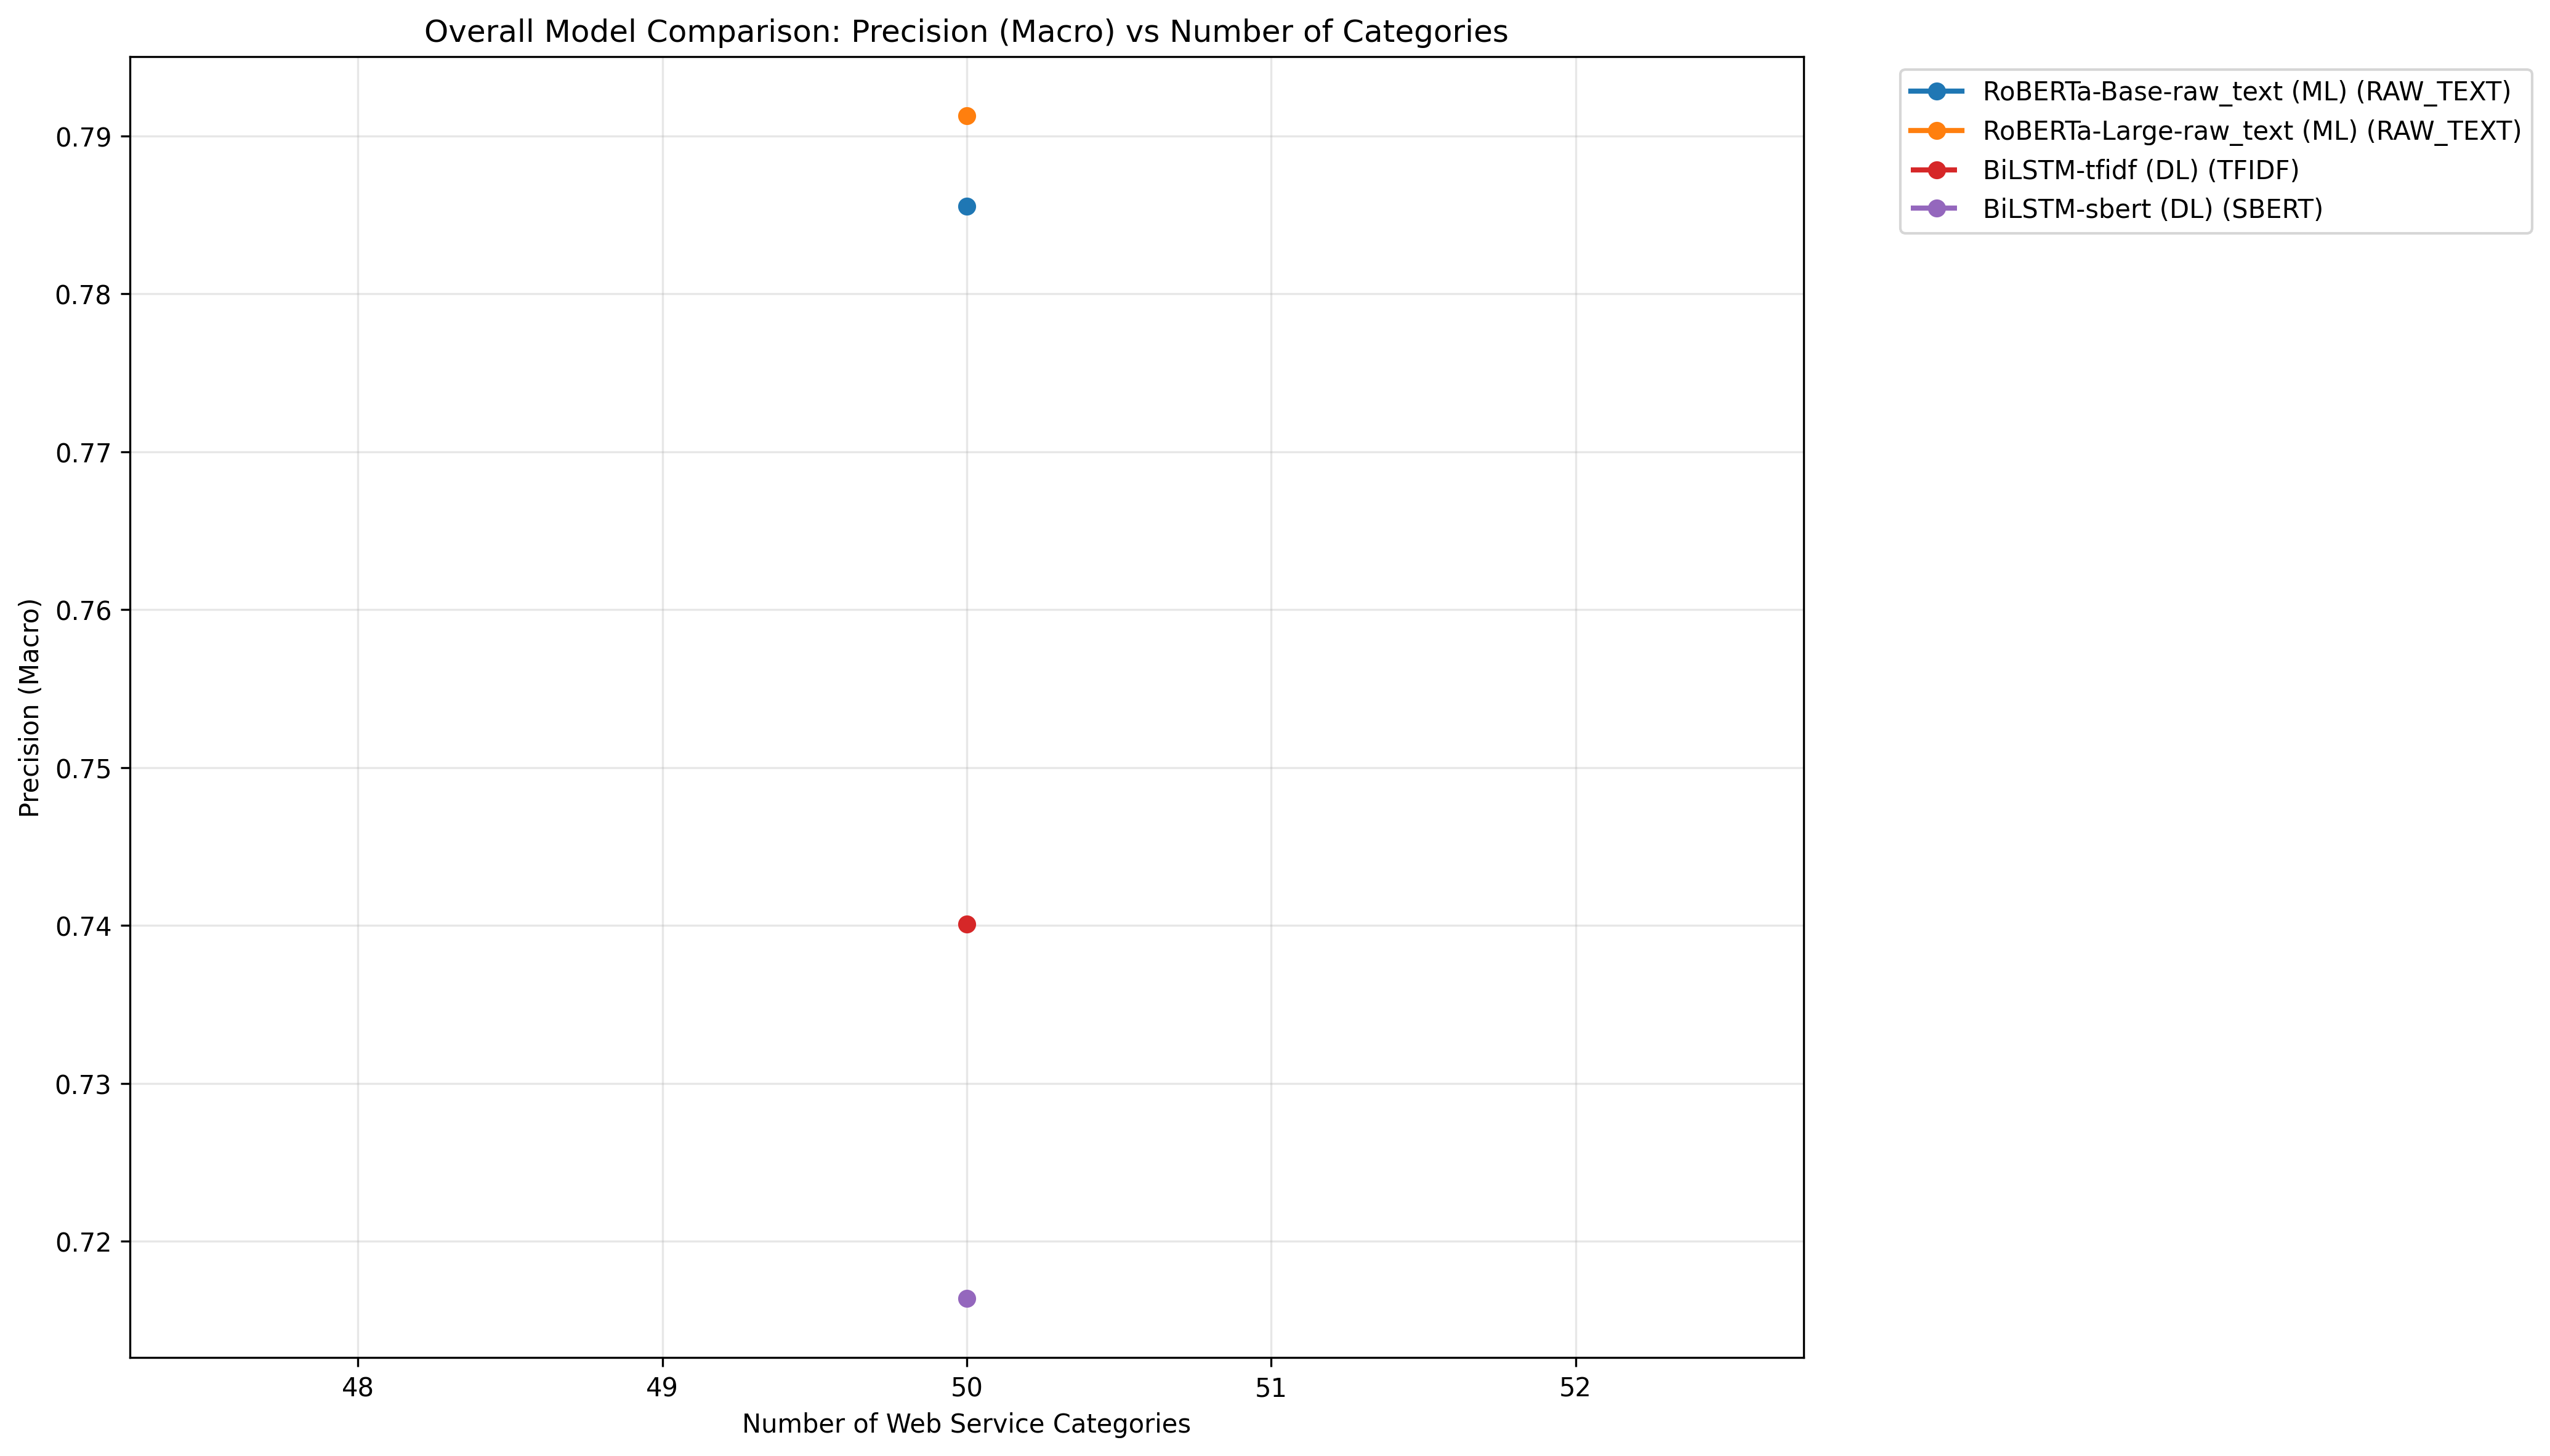 Overall Model Comparison: Precision (Macro) vs Number of Categories
RoBERTa-Base-raw_text (ML) (RAW_TEXT)
RoBERTa-Large-raw_text (ML) (RAW_TEXT)
BiLSTM-tfidf (DL) (TFIDF)
BiLSTM-sbert (DL) (SBERT)
Precision (Macro)
0.79
0.78
0.77
0.76
0.75
0.74
0.73
0.72
48 49 50 51 52
Number of Web Service Categories